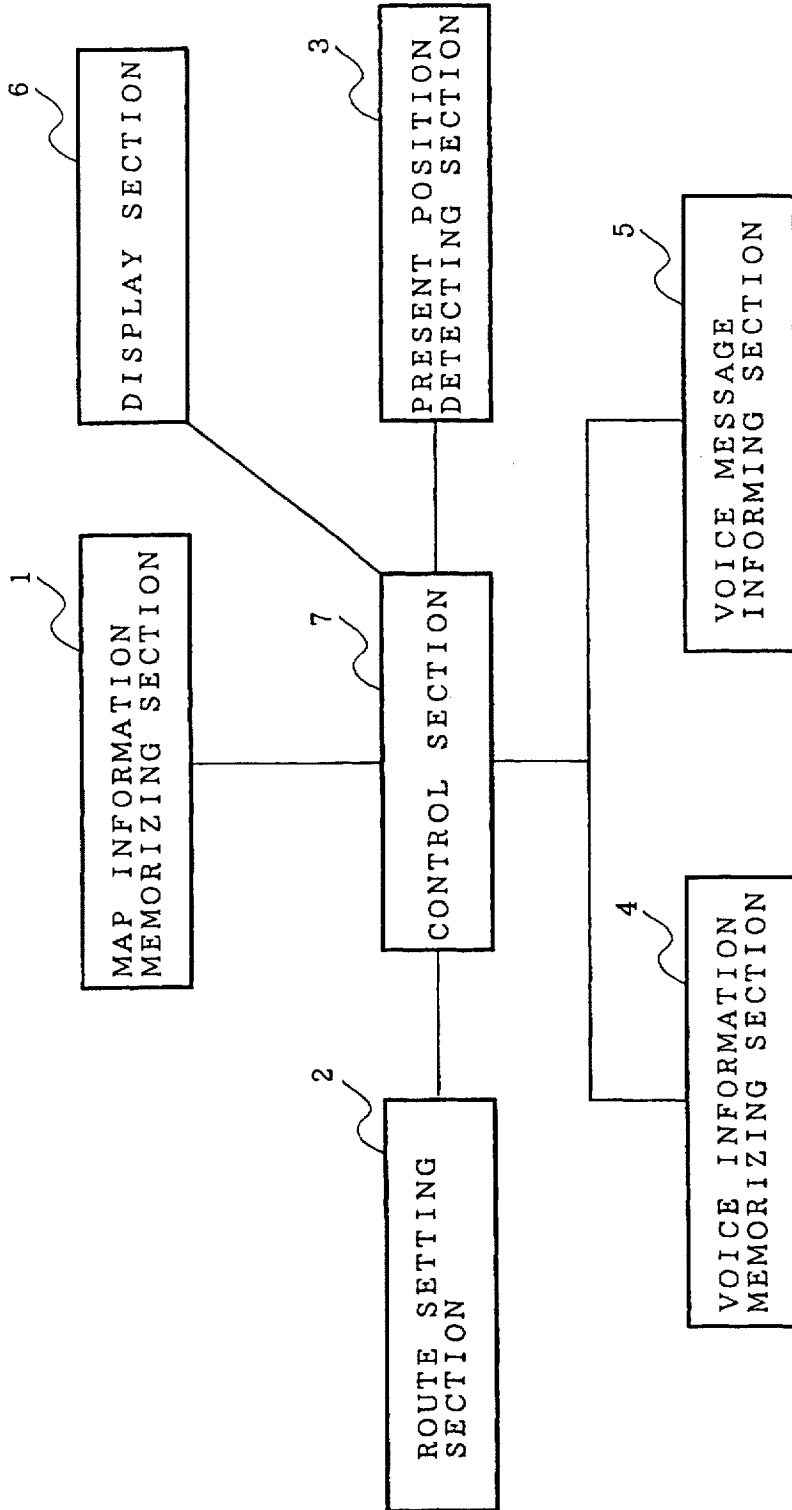 6
DISPLAY SECTION
1
MAP INFORMATION
MEMORIZING SECTION
3
PRESENT POSITION
DETECTING SECTION
7
CONTROL SECTION
2
ROUTE SETTING
SECTION
5
VOICE MESSAGE
INFORMING SECTION
4
VOICE INFORMATION
MEMORIZING SECTION